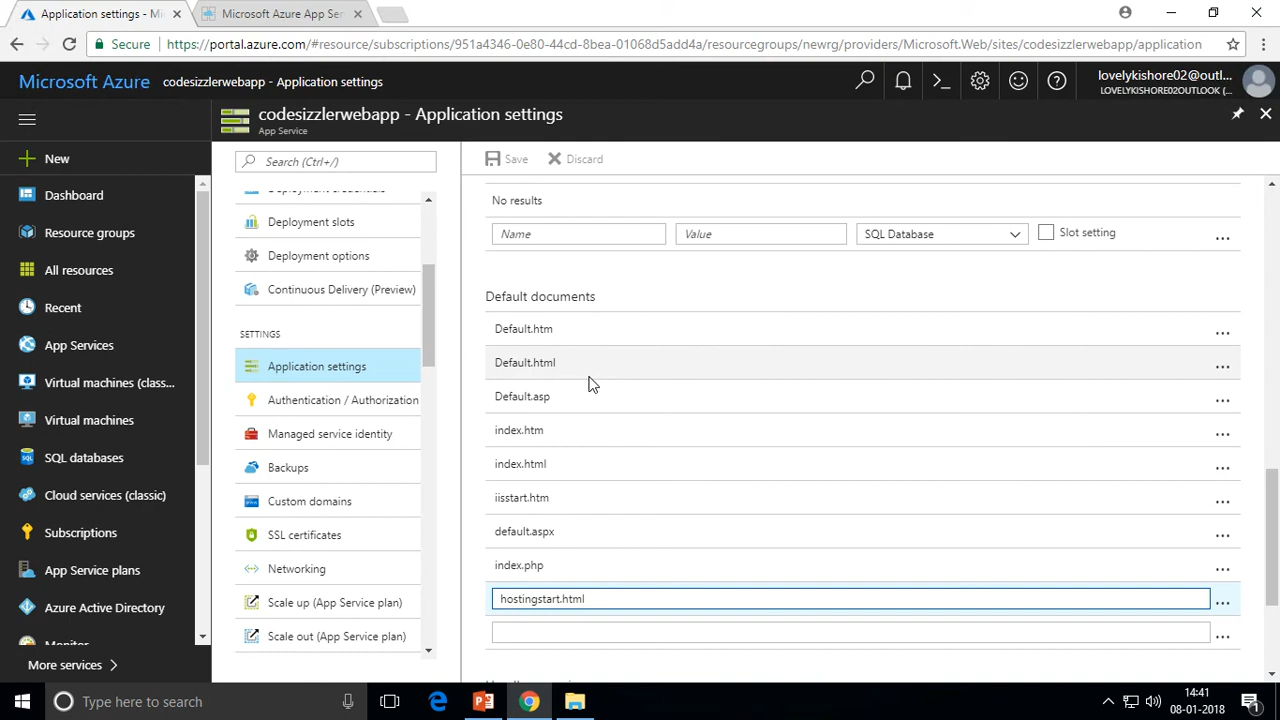 Application settings - Mi
Microsoft Azure App Ser
Secure
https://portal.azure.com/#resource/subscriptions/951a4346-0e80-44cd-8bea-01068d5add4a/resourcegroups/newrg/providers/Microsoft.Web/sites/codesizzlerwebapp/application
Microsoft Azure
codesizzlerwebapp - Application settings
lovelykishore02@outl...
LOVELYKISHORE02OUTLOOK (...
codesizzlerwebapp - Application settings
App Service
New
Dashboard
Resource groups
All resources
Recent
App Services
Virtual machines (class...
Virtual machines
SQL databases
Cloud services (classic)
Subscriptions
App Service plans
Azure Active Directory
Monitor
More services
Search (Ctrl+/)
Deployment credentials
Deployment slots
Deployment options
Continuous Delivery (Preview)
SETTINGS
Application settings
Authentication / Authorization
Managed service identity
Backups
Custom domains
SSL certificates
Networking
Scale up (App Service plan)
Scale out (App Service plan)
Save
Discard
No results
Name
Value
SQL Database
Slot setting
...
Default documents
Default.htm
...
Default.html
...
Default.asp
...
index.htm
...
index.html
...
iisstart.htm
...
default.aspx
...
index.php
...
hostingstart.html
...
...
Type here to search
14:41
08-01-2018
1